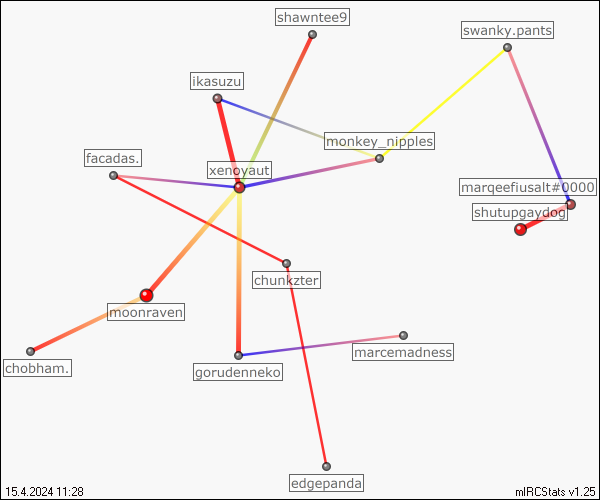 shawntee9
swanky.pants
ikasuzu
monkey_nipples
facadas.
xenoyaut
marqeefiusalt#0000
shutupgaydog
chunkzter
moonraven
marcemadness
chobham.
gorudenneko
edgepanda
15.4.2024 11:28
mIRCStats v1.25